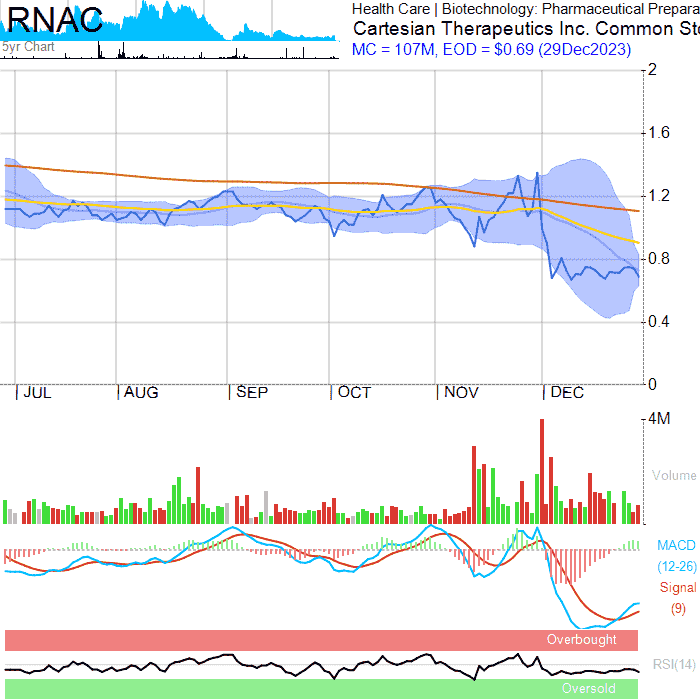 RNAC
5yr Chart
Health Care | Biotechnology: Pharmaceutical Prepara
Cartesian Therapeutics Inc. Common Sto
MC = 107M, EOD = $0.69 (29Dec2023)
2
1.6
1.2
0.8
0.4
0
JUL AUG SEP OCT NOV DEC
4M
Volume
MACD
(12-26)
Signal
(9)
Overbought
RSI(14)
Oversold